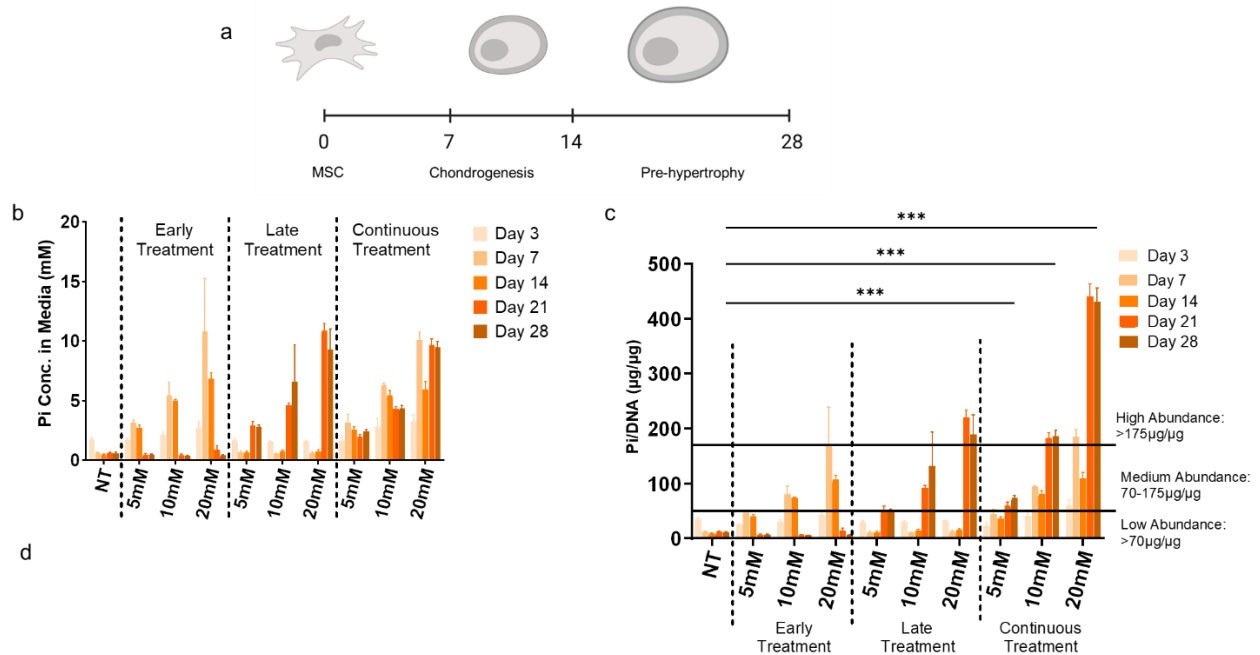 a
0 7 14 28
MSC Chondrogenesis Pre-hypertrophy
b
Pi Conc. in Media (mM)
20
15
10
5
0
Early
Treatment
Late
Treatment
Continuous
Treatment
Day 3
Day 7
Day 14
Day 21
Day 28
NT 5mM 10mM 20mM 5mM 10mM 20mM 5mM 10mM 20mM
c
***
***
***
Pi/DNA (µg/µg)
500
400
300
200
100
0
Day 3
Day 7
Day 14
Day 21
Day 28
High Abundance:
>175µg/µg
Medium Abundance:
70-175µg/µg
Low Abundance:
>70µg/µg
NT 5mM 10mM 20mM 5mM 10mM 20mM 5mM 10mM 20mM
Early
Treatment
Late
Treatment
Continuous
Treatment
d